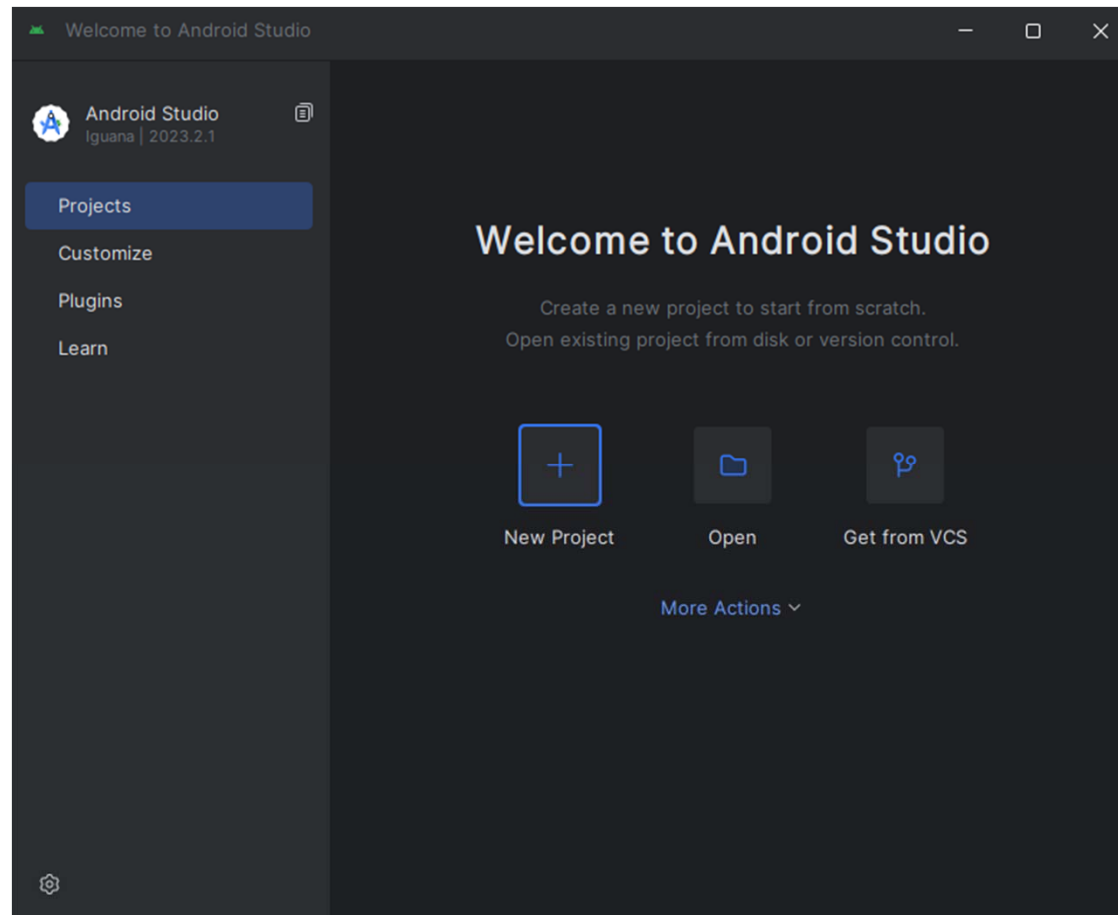 Welcome to Android Studio
Android Studio
Iguana | 2023.2.1
Projects
Customize
Plugins
Learn
Welcome to Android Studio
Create a new project to start from scratch.
Open existing project from disk or version control.
New Project
Open
Get from VCS
More Actions